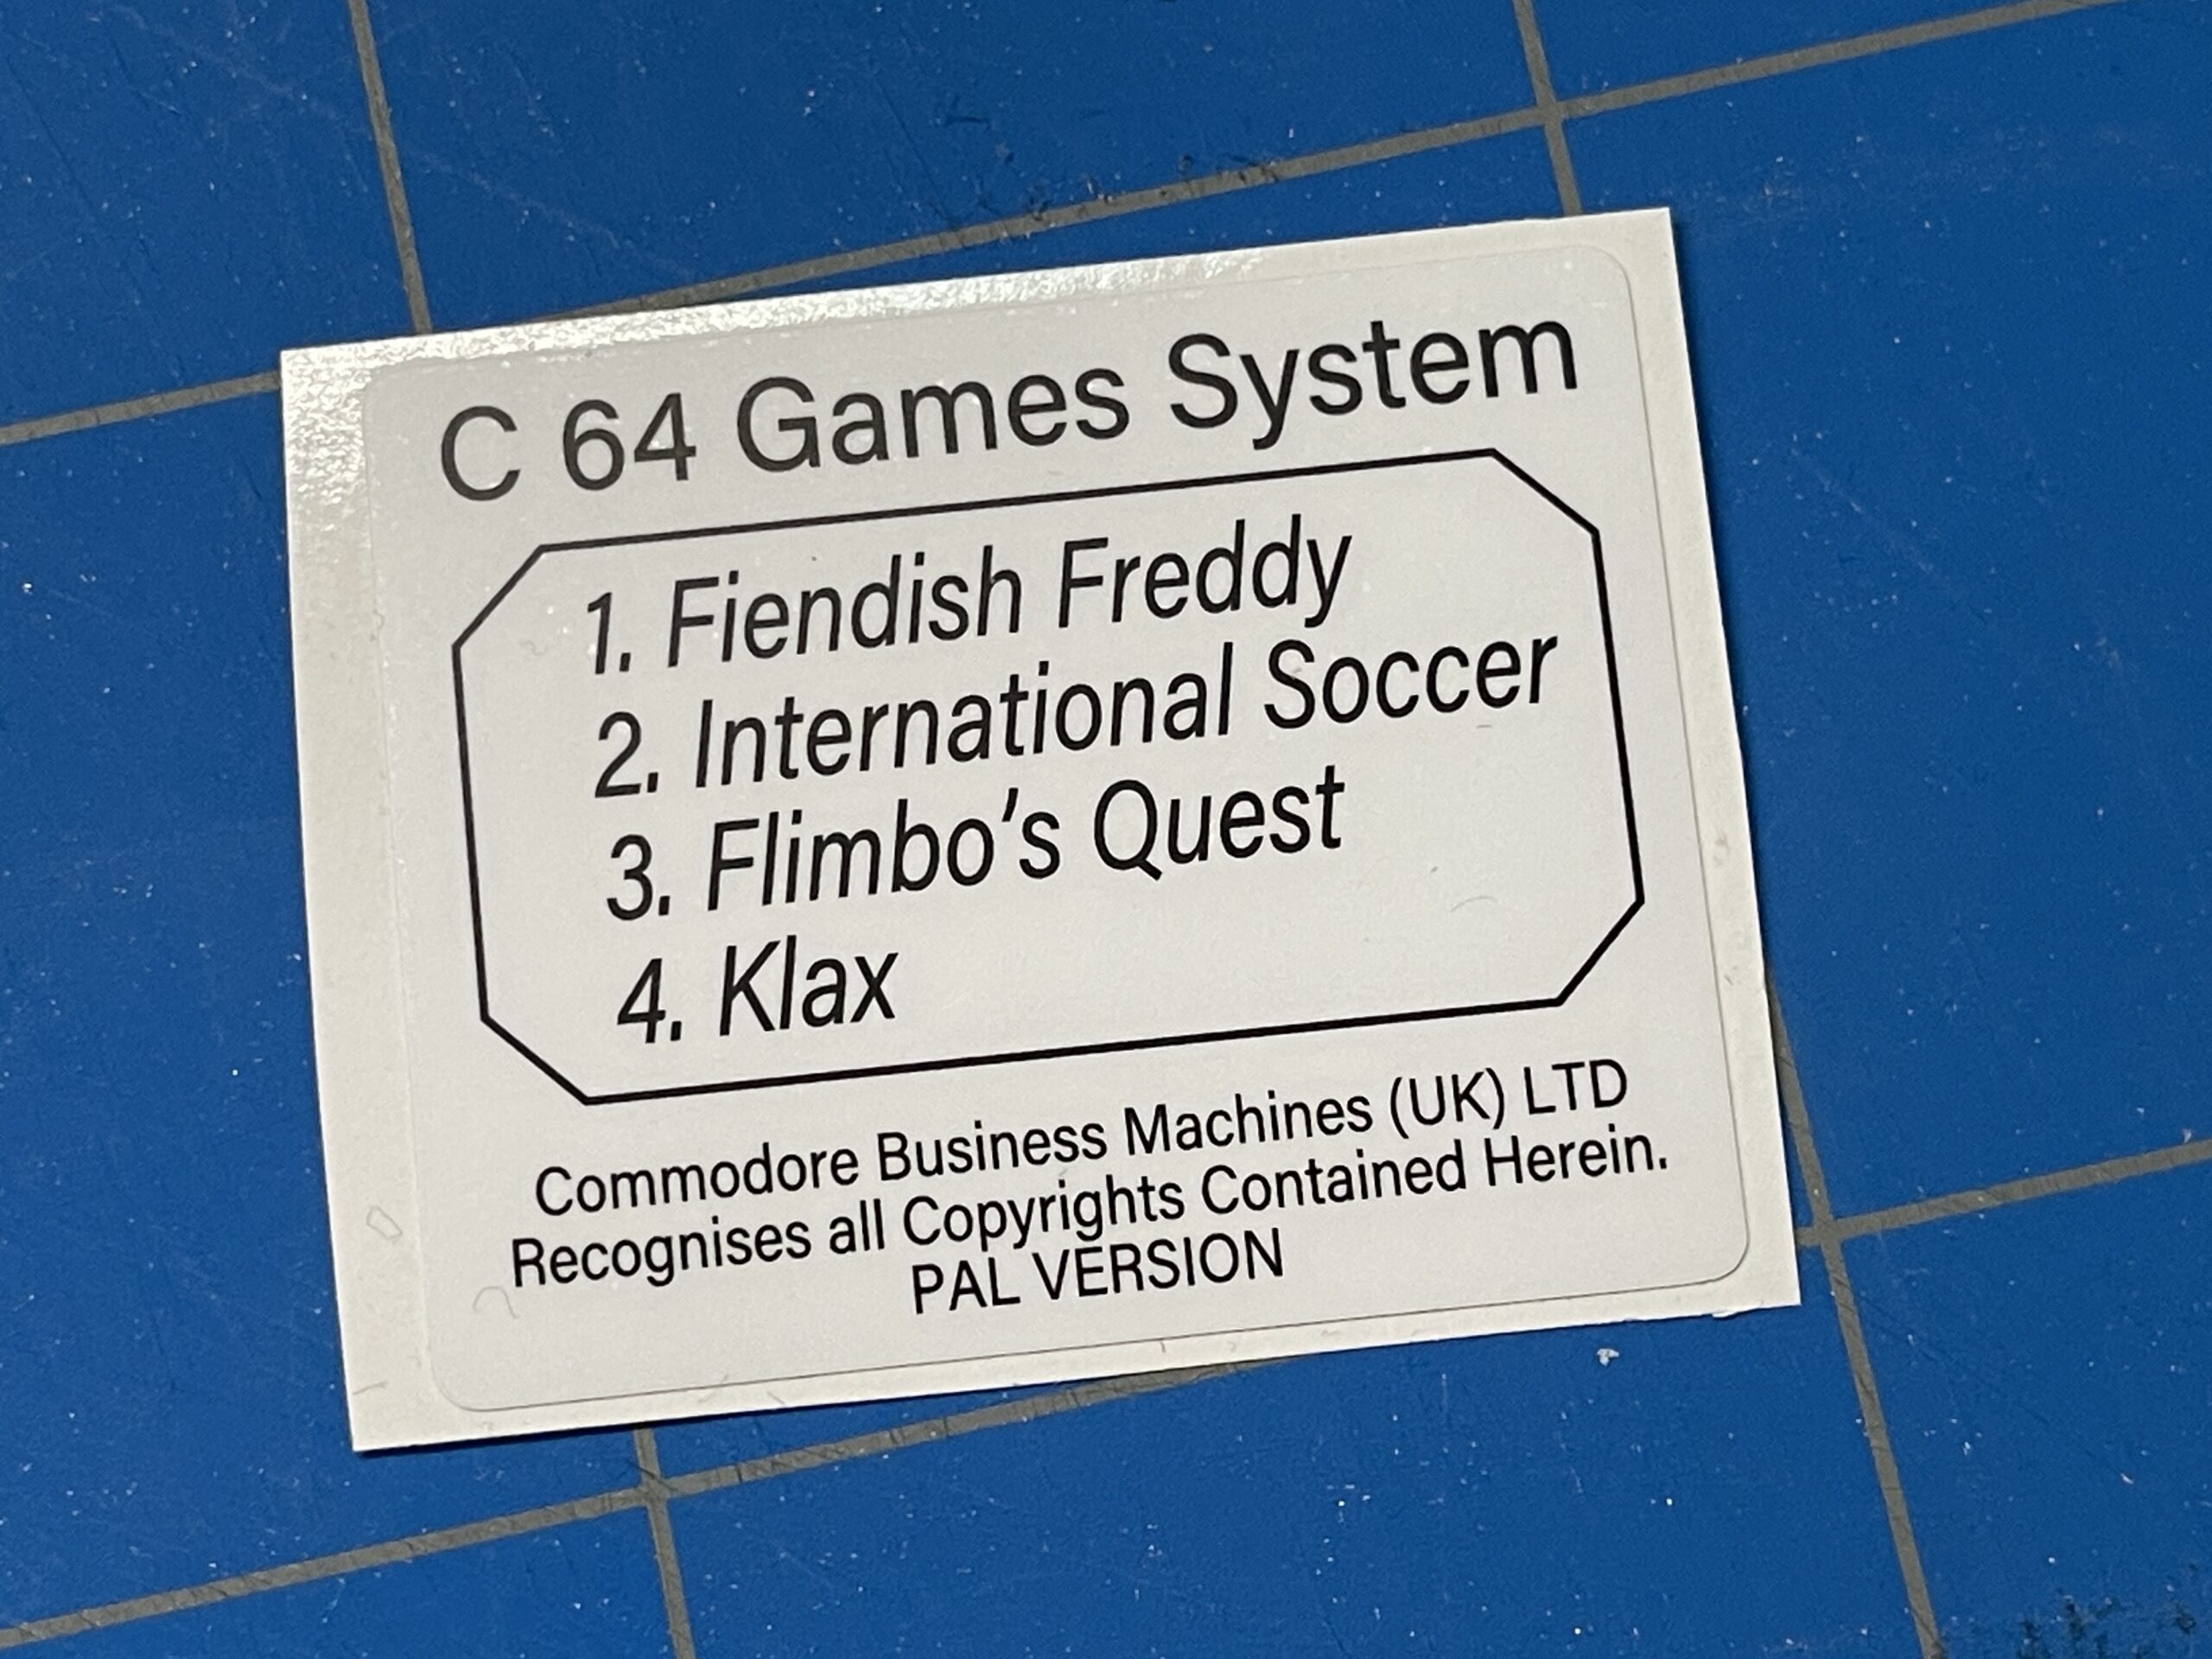 C 64 Games System
1. Fiendish Freddy
2. International Soccer
3. Flimbo’s Quest
4. Klax
Commodore Business Machines (UK) LTD
Recognises all Copyrights Contained Herein.
PAL VERSION